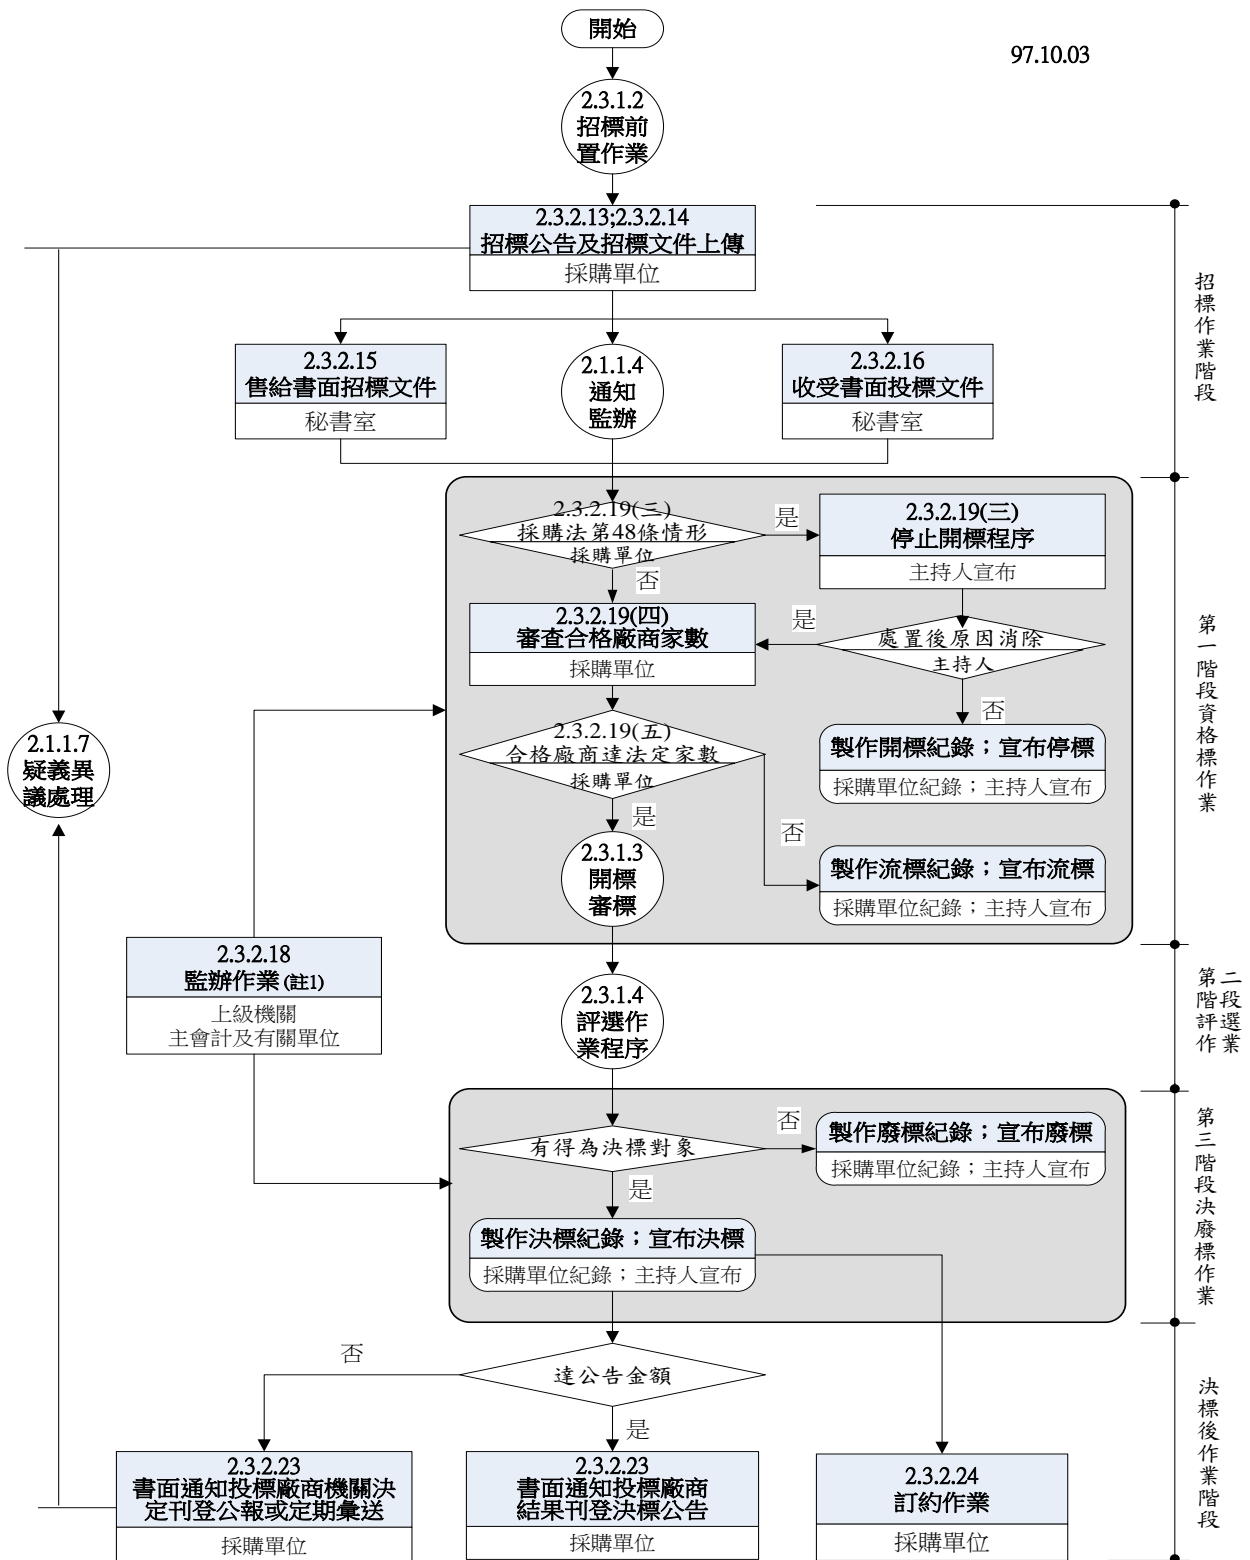 開始
97.10.03
2.3.1.2
招標前
置作業
2.3.2.13;2.3.2.14
招標公告及招標文件上傳
採購單位
招標作業階段
2.3.2.15
售給書面招標文件
秘書室
2.1.1.4
通知
監辦
2.3.2.16
收受書面投標文件
秘書室
2.3.2.19(三)
採購法第48條情形
採購單位
是
否
2.3.2.19(三)
停止開標程序
主持人宣布
2.3.2.19(四)
審查合格廠商家數
採購單位
是
處置後原因消除
主持人
否
第一階段資格標作業
2.3.2.19(五)
合格廠商達法定家數
採購單位
是
否
製作開標紀錄；宣布停標
採購單位紀錄；主持人宣布
2.1.1.7
疑義異
議處理
2.3.1.3
開標
審標
製作流標紀錄；宣布流標
採購單位紀錄；主持人宣布
2.3.2.18
監辦作業(註1)
上級機關
主會計及有關單位
2.3.1.4
評選作
業程序
第二階段評選作業
有得為決標對象
否
是
製作廢標紀錄；宣布廢標
採購單位紀錄；主持人宣布
第三階段決廢標作業
製作決標紀錄；宣布決標
採購單位紀錄；主持人宣布
達公告金額
否
是
決標後作業階段
2.3.2.23
書面通知投標廠商機關決
定刊登公報或定期彙送
採購單位
2.3.2.23
書面通知投標廠商
結果刊登決標公告
採購單位
2.3.2.24
訂約作業
採購單位